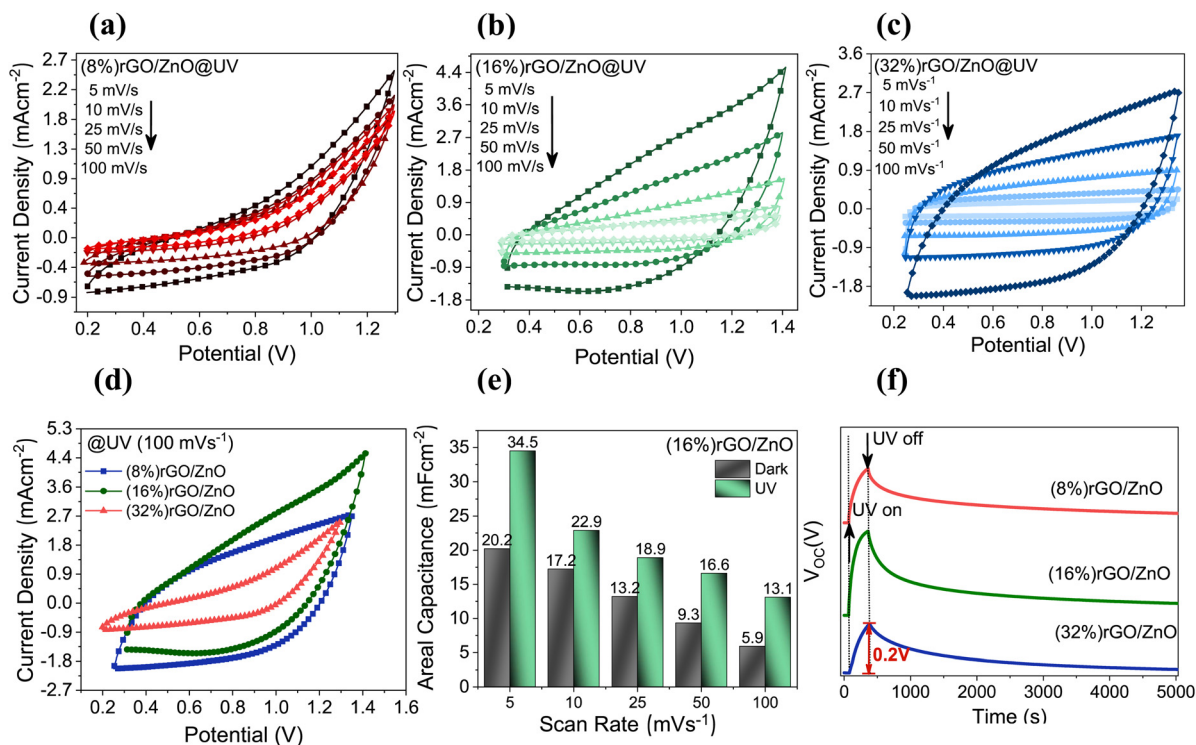 (a)
(8%)rGO/ZnO@UV
5 mV/s
10 mV/s
25 mV/s
50 mV/s
100 mV/s
Current Density (mAcm⁻²)
2.7
2.2
1.8
1.3
0.9
0.4
0.0
-0.4
-0.9
0.2 0.4 0.6 0.8 1.0 1.2
Potential (V)
(b)
(16%)rGO/ZnO@UV
5 mV/s
10 mV/s
25 mV/s
50 mV/s
100 mV/s
Current Density (mAcm⁻²)
4.4
3.6
2.7
1.8
0.9
0.0
-0.9
-1.8
0.2 0.4 0.6 0.8 1.0 1.2 1.4
Potential (V)
(c)
(32%)rGO/ZnO@UV
5 mVs⁻¹
10 mVs⁻¹
25 mVs⁻¹
50 mVs⁻¹
100 mVs⁻¹
Current Density (mAcm⁻²)
3.6
2.7
1.8
0.9
0.0
-0.9
-1.8
0.2 0.4 0.6 0.8 1.0 1.2
Potential (V)
(d)
@UV (100 mVs⁻¹)
(8%)rGO/ZnO
(16%)rGO/ZnO
(32%)rGO/ZnO
Current Density (mAcm⁻²)
5.3
4.4
3.6
2.7
1.8
0.9
0.0
-0.9
-1.8
-2.7
0.2 0.4 0.6 0.8 1.0 1.2 1.4 1.6
Potential (V)
(e)
(16%)rGO/ZnO
Dark
UV
Areal Capacitance (mFcm⁻²)
35
30
25
20
15
10
5
0
20.2 34.5
17.2 22.9
13.2 18.9
9.3 16.6
5.9 13.1
5 10 25 50 100
Scan Rate (mVs⁻¹)
(f)
UV off
UV on
(8%)rGO/ZnO
(16%)rGO/ZnO
(32%)rGO/ZnO
0.2V
V_OC(V)
0 1000 2000 3000 4000 5000
Time (s)